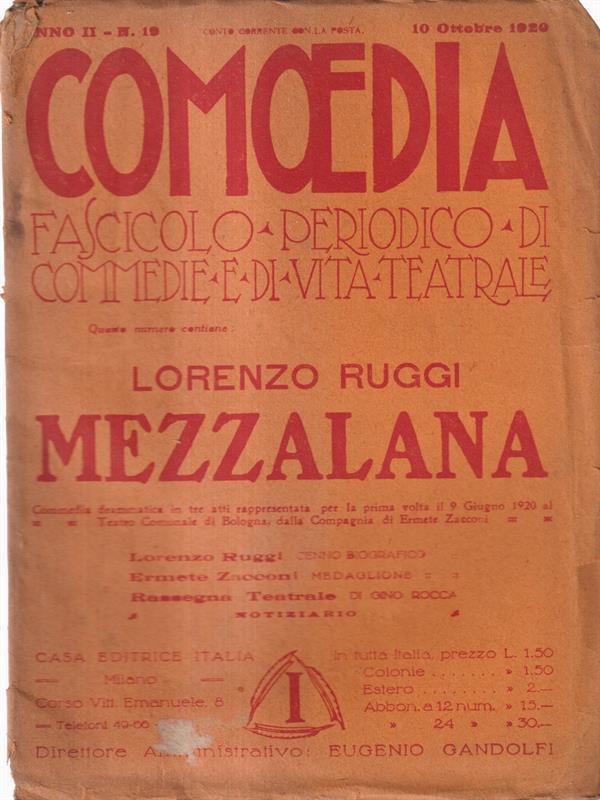 NNO II - N. 19
CONTO CORRENTE CON LA POSTA.
10 Ottobre 1920
COMŒDIA
FASCICOLO PERIODICO DI
COMMEDIE E DI VITA TEATRALE
Questo numero contiene:
LORENZO RUGGI
MEZZALANA
Commedia drammatica in tre atti rappresentata per la prima volta il 9 Giugno 1920 al
Teatro Comunale di Bologna, dalla Compagnia di Ermete Zacconi
Lorenzo Ruggi CENNO BIOGRAFICO
Ermete Zacconi MEDAGLIONE
Rassegna Teatrale DI GINO ROCCA
NOTIZIARIO
CASA EDITRICE ITALIA
— Milano —
Corso Vitt. Emanuele, 8
— Telefoni 49-66
I
In tutta Italia, prezzo L. 1.50
Colonie ....... » 1.50
Estero ........ » 2.—
Abbon. a 12 num. » 15.—
» 24 » » 30.—
Direttore Amministrativo: EUGENIO GANDOLFI